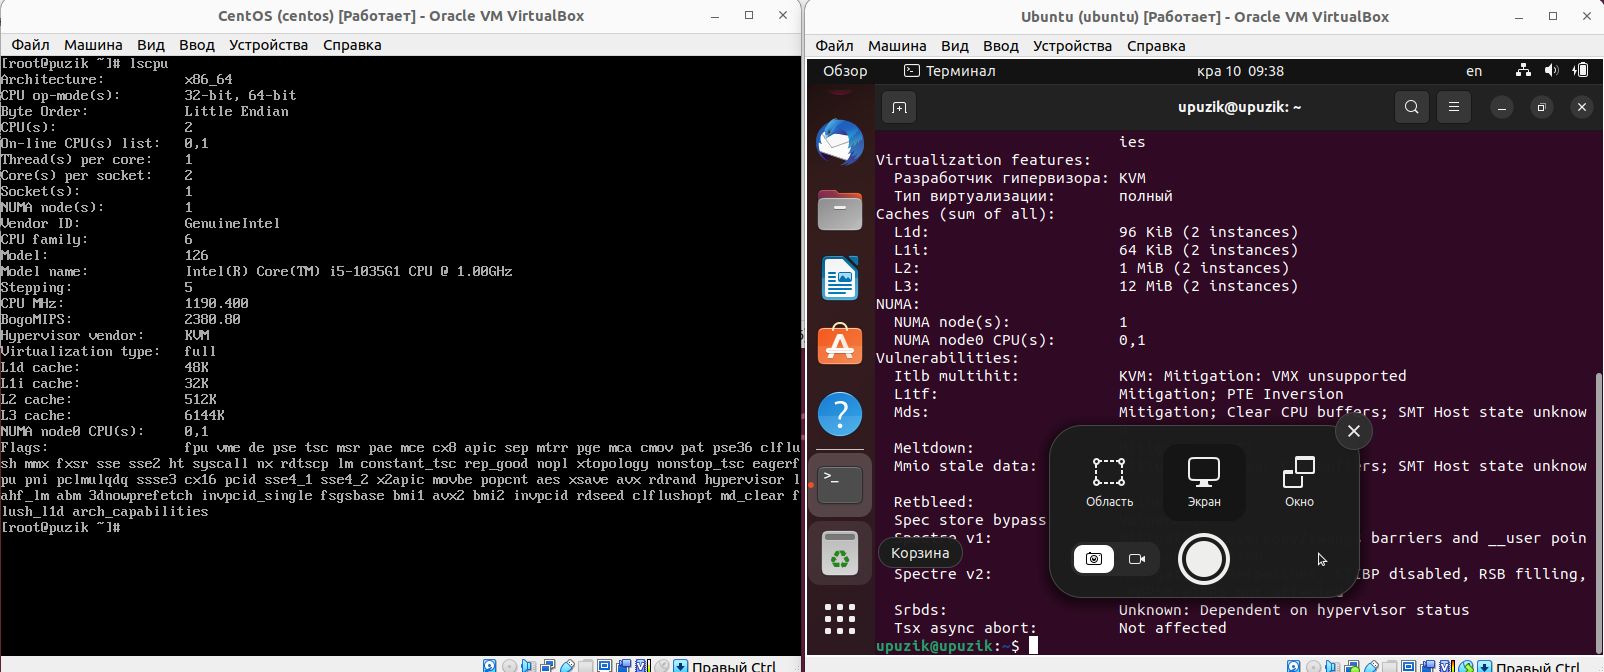 CentOS (centos) [Работает] - Oracle VM VirtualBox
Файл Машина Вид Ввод Устройства Справка
[root@puzik ~]# lscpu
Architecture: x86_64
CPU op-mode(s): 32-bit, 64-bit
Byte Order: Little Endian
CPU(s): 2
On-line CPU(s) list: 0,1
Thread(s) per core: 1
Core(s) per socket: 2
Socket(s): 1
NUMA node(s): 1
Vendor ID: GenuineIntel
CPU family: 6
Model: 126
Model name: Intel(R) Core(TM) i5-1035G1 CPU @ 1.00GHz
Stepping: 5
CPU MHz: 1190.400
BogoMIPS: 2380.80
Hypervisor vendor: KVM
Virtualization type: full
L1d cache: 48K
L1i cache: 32K
L2 cache: 512K
L3 cache: 6144K
NUMA node0 CPU(s): 0,1
Flags: fpu vme de pse tsc msr pae mce cx8 apic sep mtrr pge mca cmov pat pse36 clflu
sh mmx fxsr sse sse2 ht syscall nx rdtscp lm constant_tsc rep_good nopl xtopology nonstop_tsc eagerf
pu pni pclmulqdq ssse3 cx16 pcid sse4_1 sse4_2 x2apic movbe popcnt aes xsave avx rdrand hypervisor l
ahf_lm abm 3dnowprefetch invpcid_single fsgsbase bmi1 avx2 bmi2 invpcid rdseed clflushopt md_clear f
lush_l1d arch_capabilities
[root@puzik ~]#
Правый Ctrl
Ubuntu (ubuntu) [Работает] - Oracle VM VirtualBox
Файл Машина Вид Ввод Устройства Справка
Обзор Терминал кра 10 09:38 en
upuzik@upuzik: ~
ies
Virtualization features:
Разработчик гипервизора: KVM
Тип виртуализации: полный
Caches (sum of all):
L1d: 96 KiB (2 instances)
L1i: 64 KiB (2 instances)
L2: 1 MiB (2 instances)
L3: 12 MiB (2 instances)
NUMA:
NUMA node(s): 1
NUMA node0 CPU(s): 0,1
Vulnerabilities:
Itlb multihit: KVM: Mitigation: VMX unsupported
L1tf: Mitigation; PTE Inversion
Mds: Mitigation; Clear CPU buffers; SMT Host state unknow
Meltdown:
Mmio stale data: ; SMT Host state unknow
Retbleed:
Spec store bypass
Spectre v1: barriers and __user poin
Spectre v2: IBP disabled, RSB filling,
Srbds: Unknown: Dependent on hypervisor status
Tsx async abort: Not affected
upuzik@upuzik:~$
Область Экран Окно
Корзина
Правый Ctrl